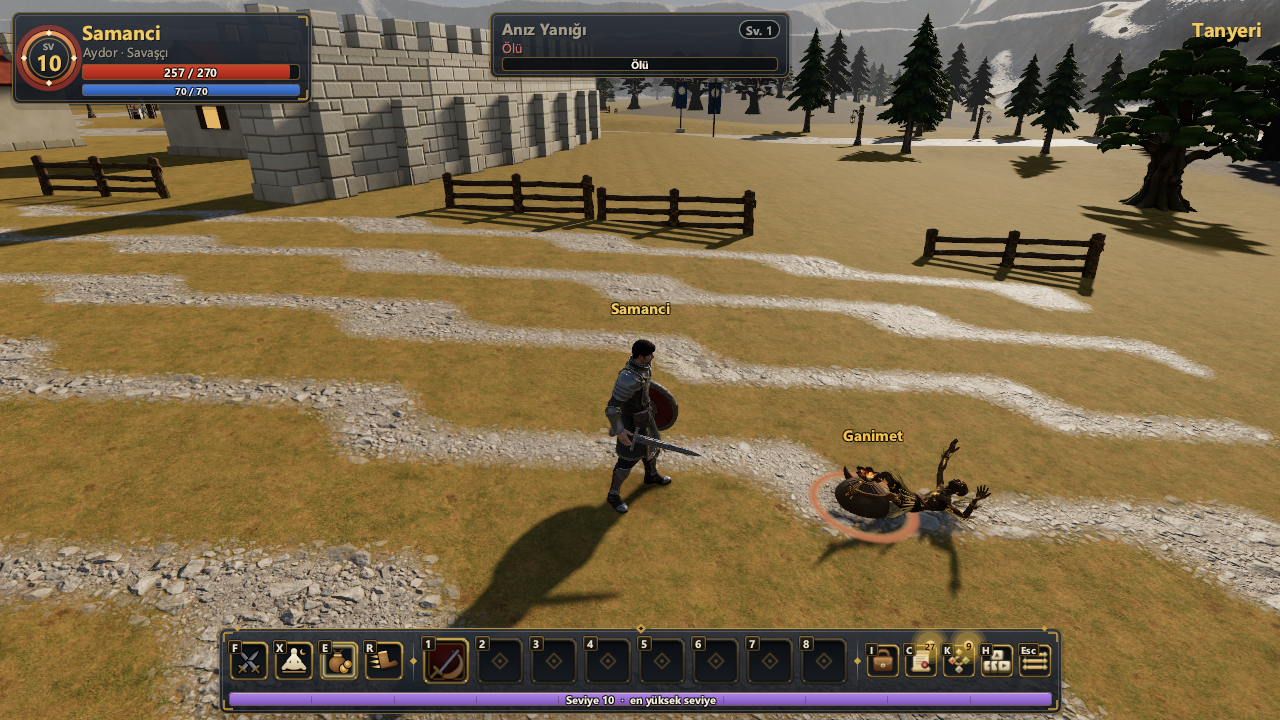 SV
10
Samanci
Aydor · Savaşçı
257 / 270
70 / 70
Anız Yanığı
Sv. 1
Ölü
Ölü
Tanyeri
Samanci
Ganimet
F
X
E
R
1
2
3
4
5
6
7
8
I
C
27
K
9
H
A
Esc
Seviye 10 · en yüksek seviye